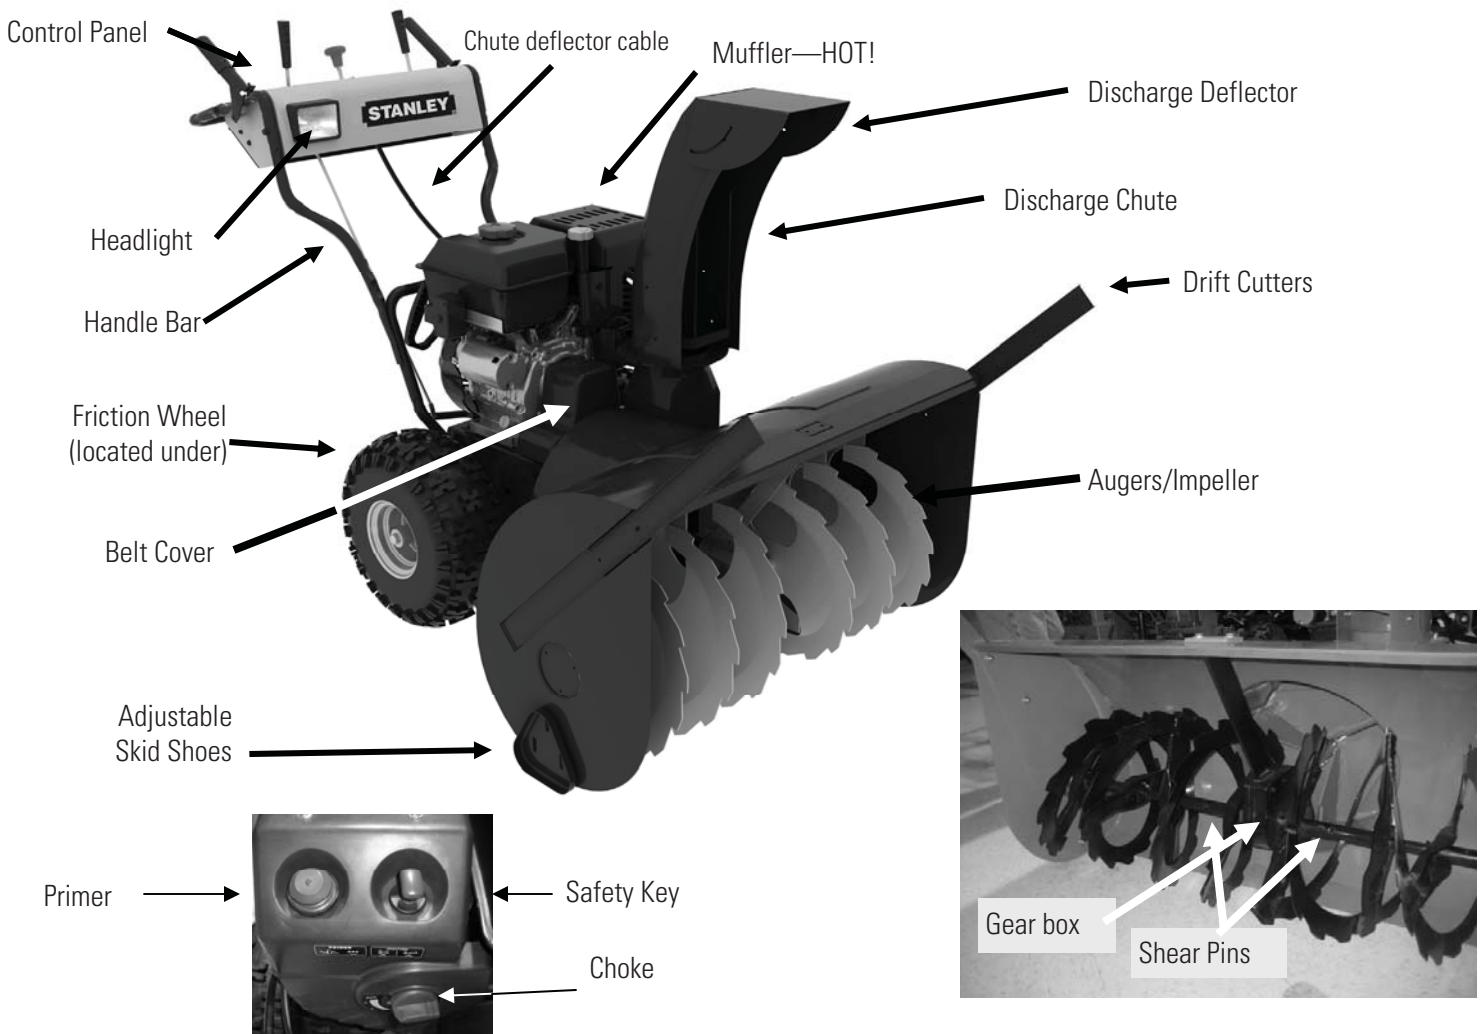 Control Panel
Chute deflector cable
Muffler—HOT!
Discharge Deflector
STANLEY
Discharge Chute
Headlight
Drift Cutters
Handle Bar
Friction Wheel
(located under)
Augers/Impeller
Belt Cover
Adjustable
Skid Shoes
Primer
Safety Key
Choke
Gear box
Shear Pins